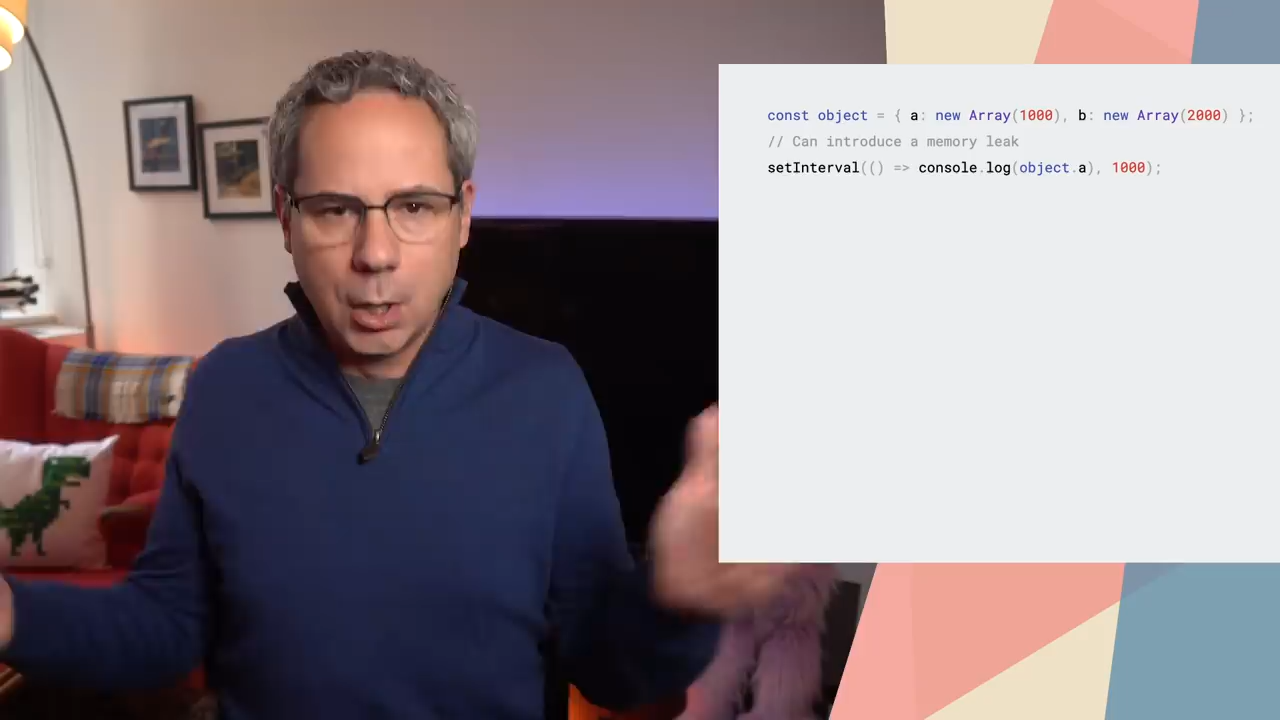 const object = { a: new Array(1000), b: new Array(2000) };
// Can introduce a memory leak
setInterval(() => console.log(object.a), 1000);